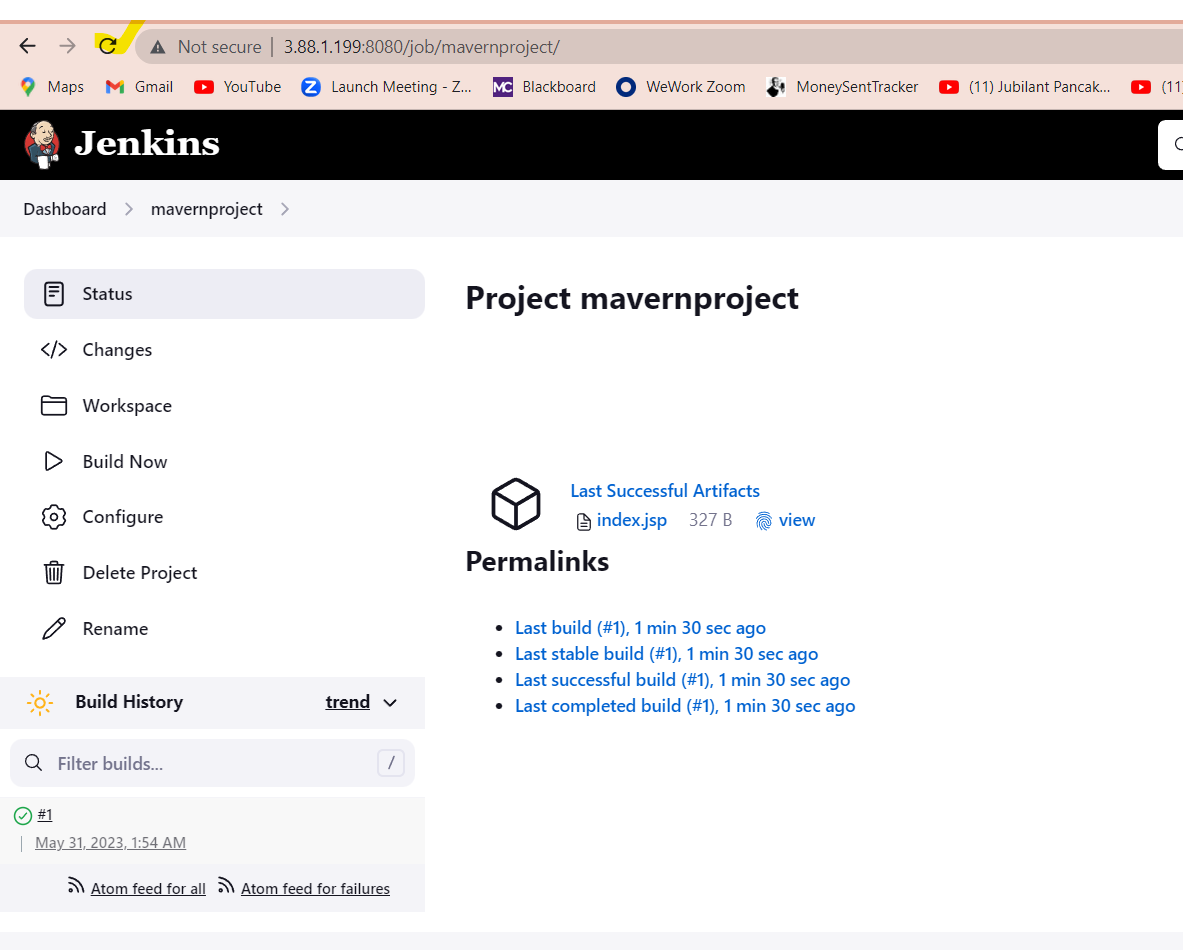 Not secure | 3.88.1.199:8080/job/mavernproject/
Maps Gmail YouTube Launch Meeting - Z... MC Blackboard WeWork Zoom MoneySentTracker (11) Jubilant Pancak... (11)
Jenkins
Dashboard > mavernproject >
Status
Changes
Workspace
Build Now
Configure
Delete Project
Rename
Build History trend
Filter builds... /
#1
May 31, 2023, 1:54 AM
Atom feed for all Atom feed for failures
Project mavernproject
Last Successful Artifacts
index.jsp 327 B view
Permalinks
Last build (#1), 1 min 30 sec ago
Last stable build (#1), 1 min 30 sec ago
Last successful build (#1), 1 min 30 sec ago
Last completed build (#1), 1 min 30 sec ago